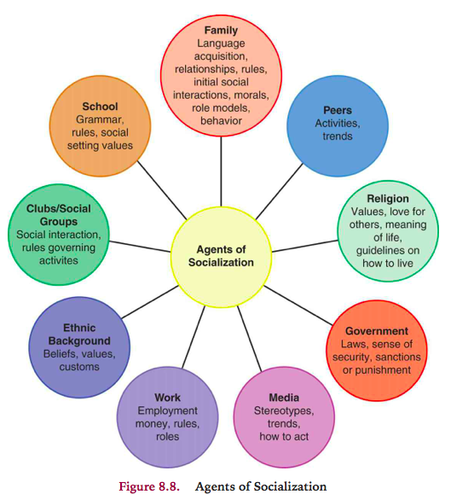 Family
Language
acquisition,
relationships, rules,
initial social
interactions, morals,
role models,
behavior
School
Grammar,
rules, social
setting values
Peers
Activities,
trends
Clubs/Social
Groups
Social interaction,
rules governing
activites
Agents of
Socialization
Religion
Values, love for
others, meaning
of life,
guidelines on
how to live
Ethnic
Background
Beliefs, values,
customs
Government
Laws, sense of
security, sanctions
or punishment
Work
Employment
money, rules,
roles
Media
Stereotypes,
trends,
how to act
Figure 8.8. Agents of Socialization